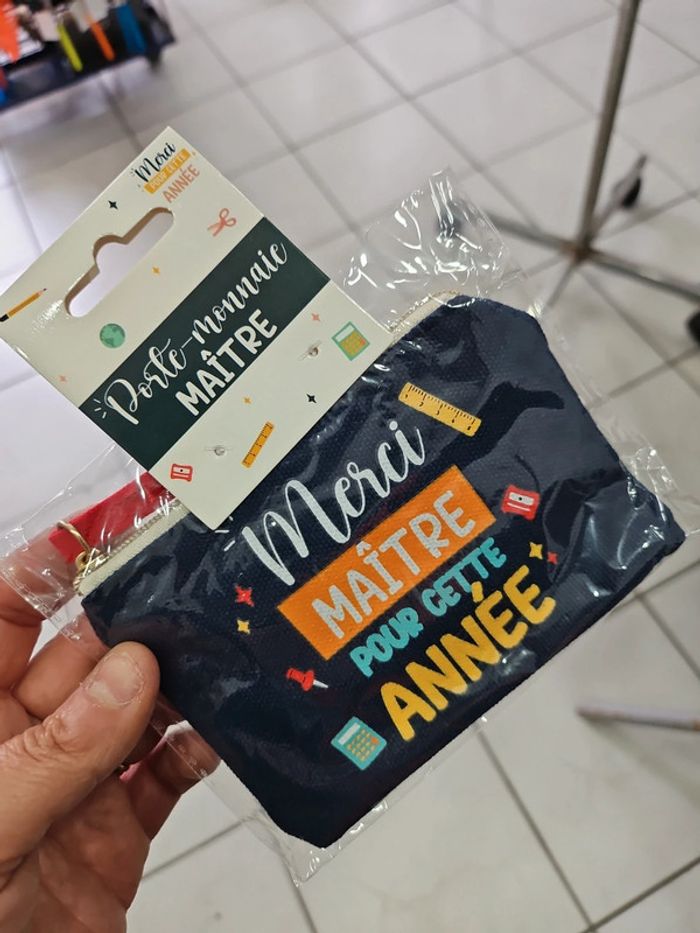 Merci
POUR CETTE
ANNÉE
Porte-monnaie
MAÎTRE
Merci
MAÎTRE
POUR CETTE
ANNÉE